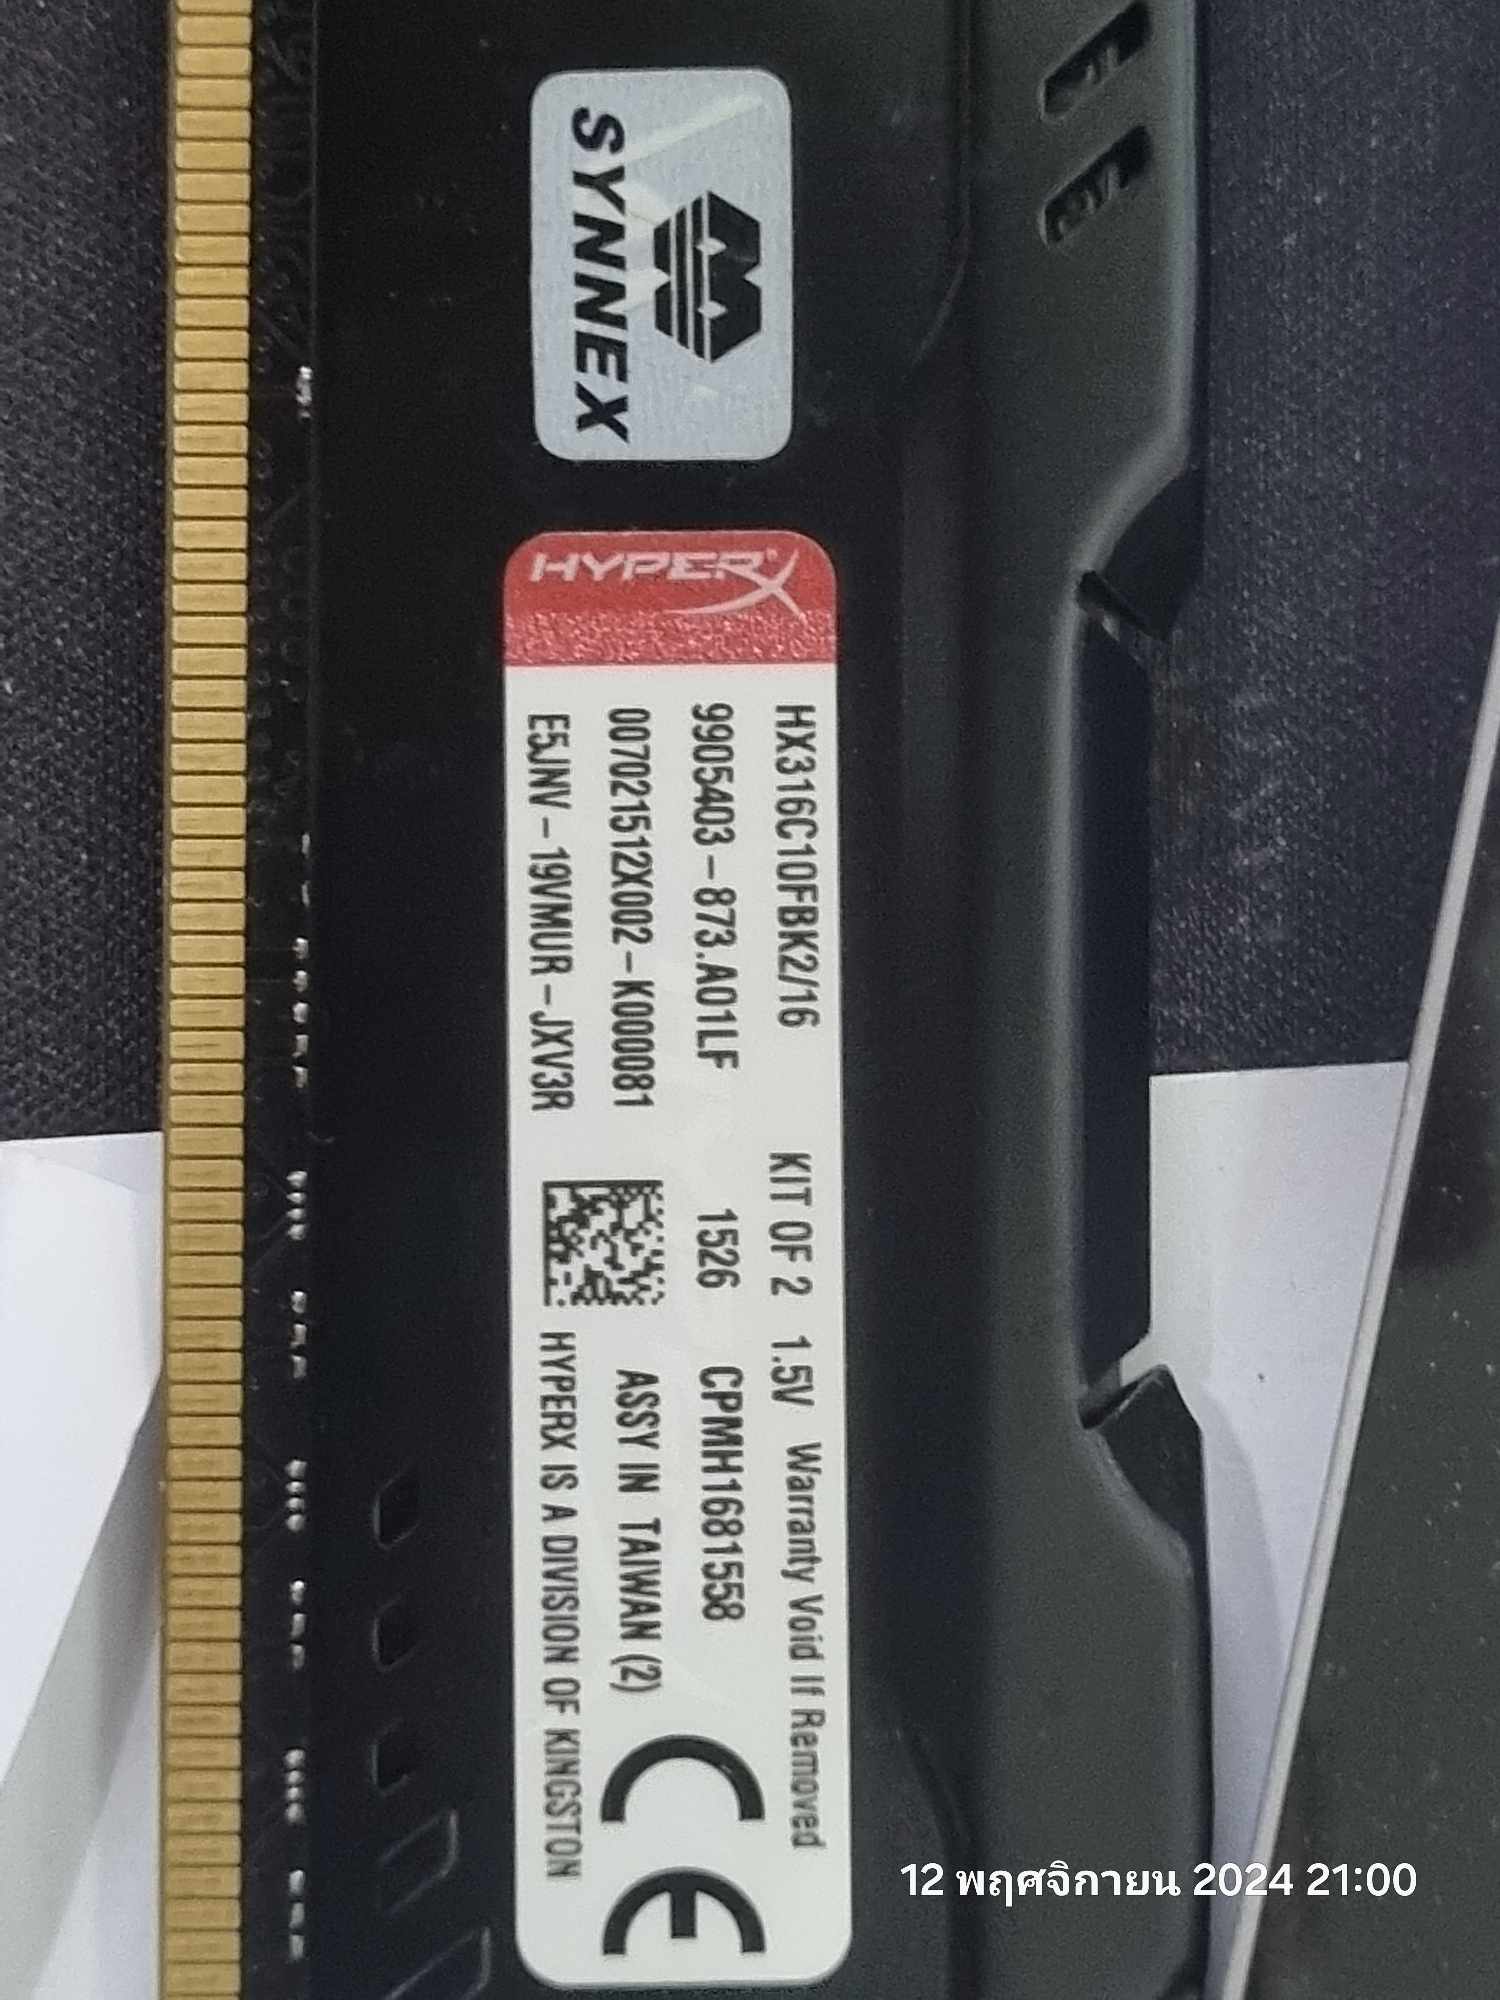 SYNNEX
HYPERX
HX316C10FBK2/16 KIT OF 2 1.5V Warranty Void If Removed
9905403-873.A01LF 1526 CPMH1681558
007021512X002-K000081 ASSY IN TAIWAN (2)
E5JNV-19VMUR-JXV3R HYPERX IS A DIVISION OF KINGSTON
CE
12 พฤศจิกายน 2024 21:00